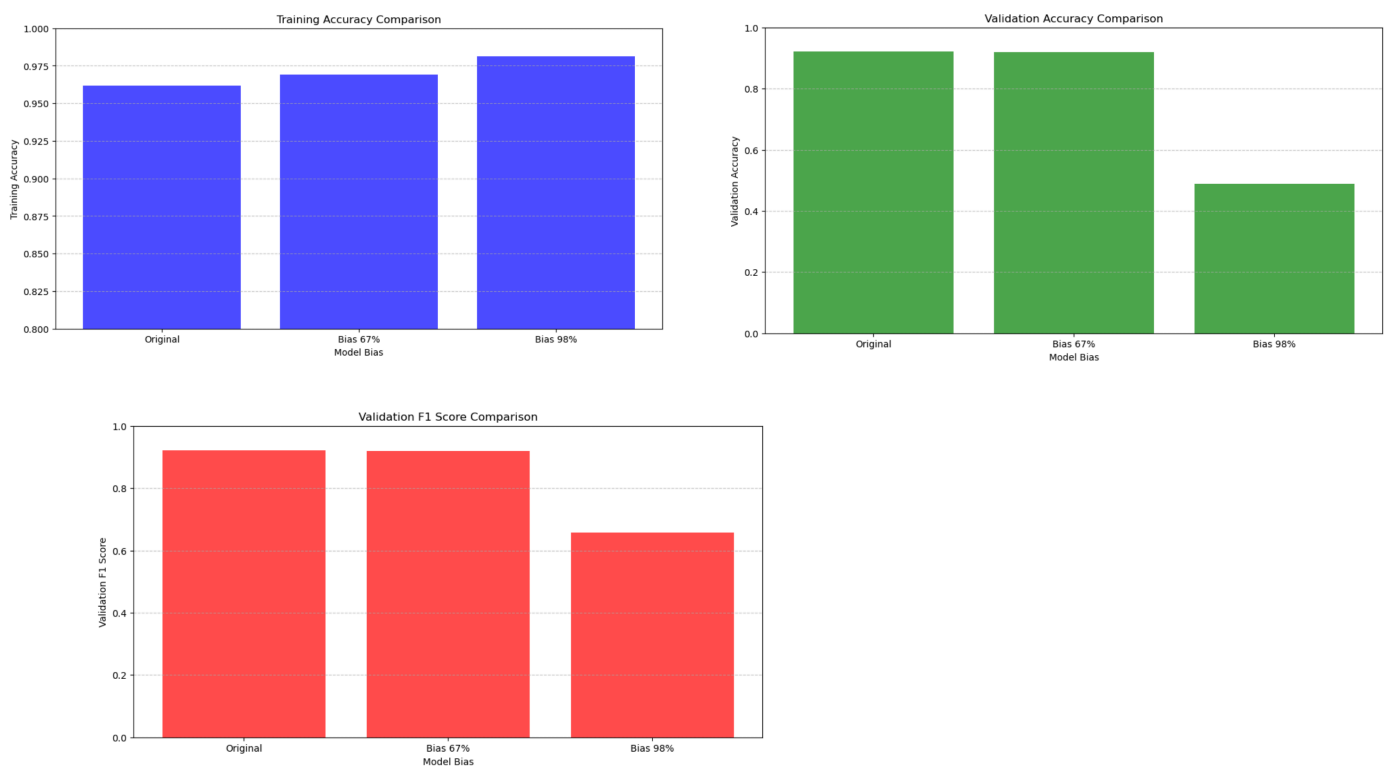 Training Accuracy Comparison
1.000
0.975
0.950
0.925
0.900
0.875
0.850
0.825
0.800
Training Accuracy
Original Bias 67% Bias 98%
Model Bias
Validation Accuracy Comparison
1.0
0.8
0.6
0.4
0.2
0.0
Validation Accuracy
Original Bias 67% Bias 98%
Model Bias
Validation F1 Score Comparison
1.0
0.8
0.6
0.4
0.2
0.0
Validation F1 Score
Original Bias 67% Bias 98%
Model Bias